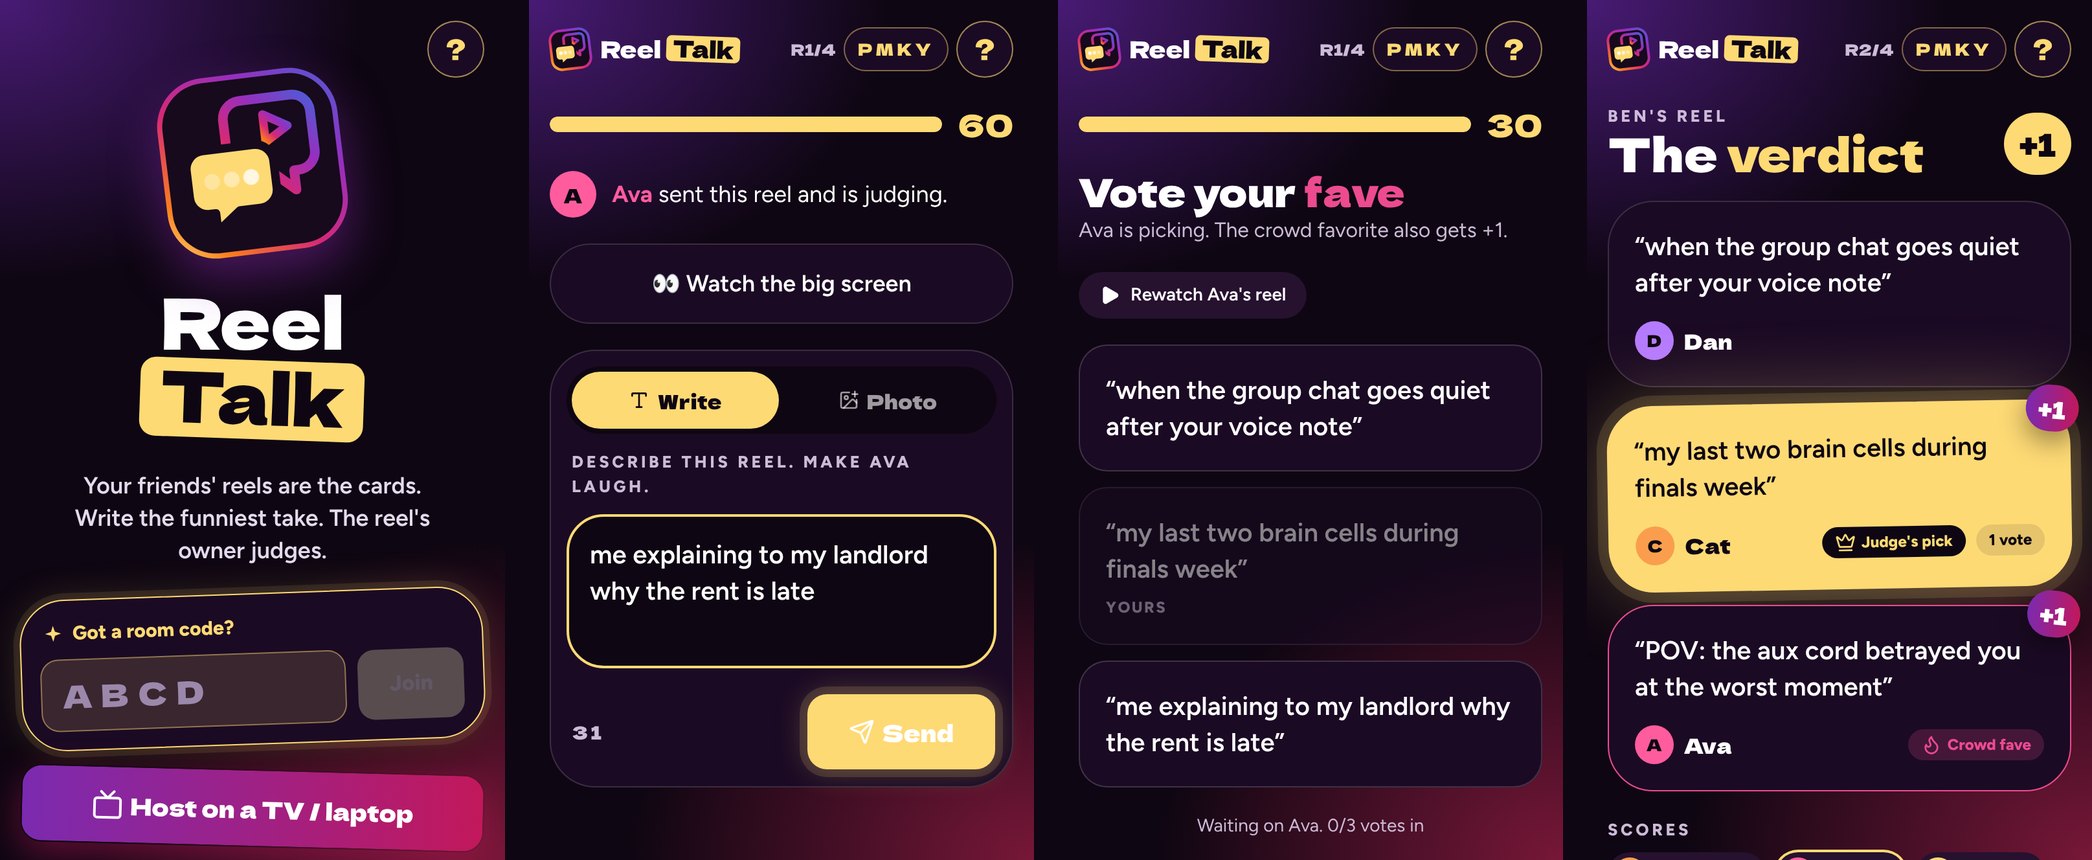 ?
Reel
Talk
Your friends' reels are the cards.
Write the funniest take. The reel's
owner judges.
Got a room code?
ABCD
Join
Host on a TV / laptop
Reel Talk
R1/4
PMKY
?
60
A
Ava sent this reel and is judging.
👀 Watch the big screen
Write
Photo
DESCRIBE THIS REEL. MAKE AVA
LAUGH.
me explaining to my landlord
why the rent is late
31
Send
Reel Talk
R1/4
PMKY
?
30
Vote your fave
Ava is picking. The crowd favorite also gets +1.
Rewatch Ava's reel
“when the group chat goes quiet
after your voice note”
“my last two brain cells during
finals week”
YOURS
“me explaining to my landlord why
the rent is late”
Waiting on Ava. 0/3 votes in
Reel Talk
R2/4
PMKY
?
BEN'S REEL
The verdict
+1
“when the group chat goes quiet
after your voice note”
D
Dan
+1
“my last two brain cells during
finals week”
C
Cat
Judge's pick
1 vote
+1
“POV: the aux cord betrayed you
at the worst moment”
A
Ava
Crowd fave
SCORES